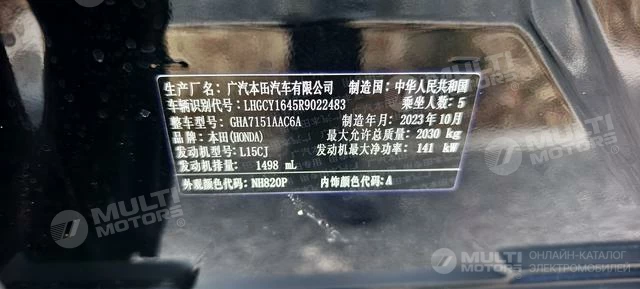 生产厂名: 广汽本田汽车有限公司 制造国: 中华人民共和国
车辆识别代号: LHGCY1645R9022483 乘坐人数: 5
整车型号: GHA7151AAC6A 制造年月: 2023年10月
品牌: 本田(HONDA) 最大允许总质量: 2030 kg
发动机型号: L15CJ 发动机最大净功率: 141 kW
发动机排量: 1498 mL
外观颜色代码: NH820P 内饰颜色代码: A
MULTI MOTORS
MULTI MOTORS
MULTI MOTORS
MULTI MOTORS
ОНЛАЙН-КАТАЛОГ
ЭЛЕКТРОМОБИЛЕЙ